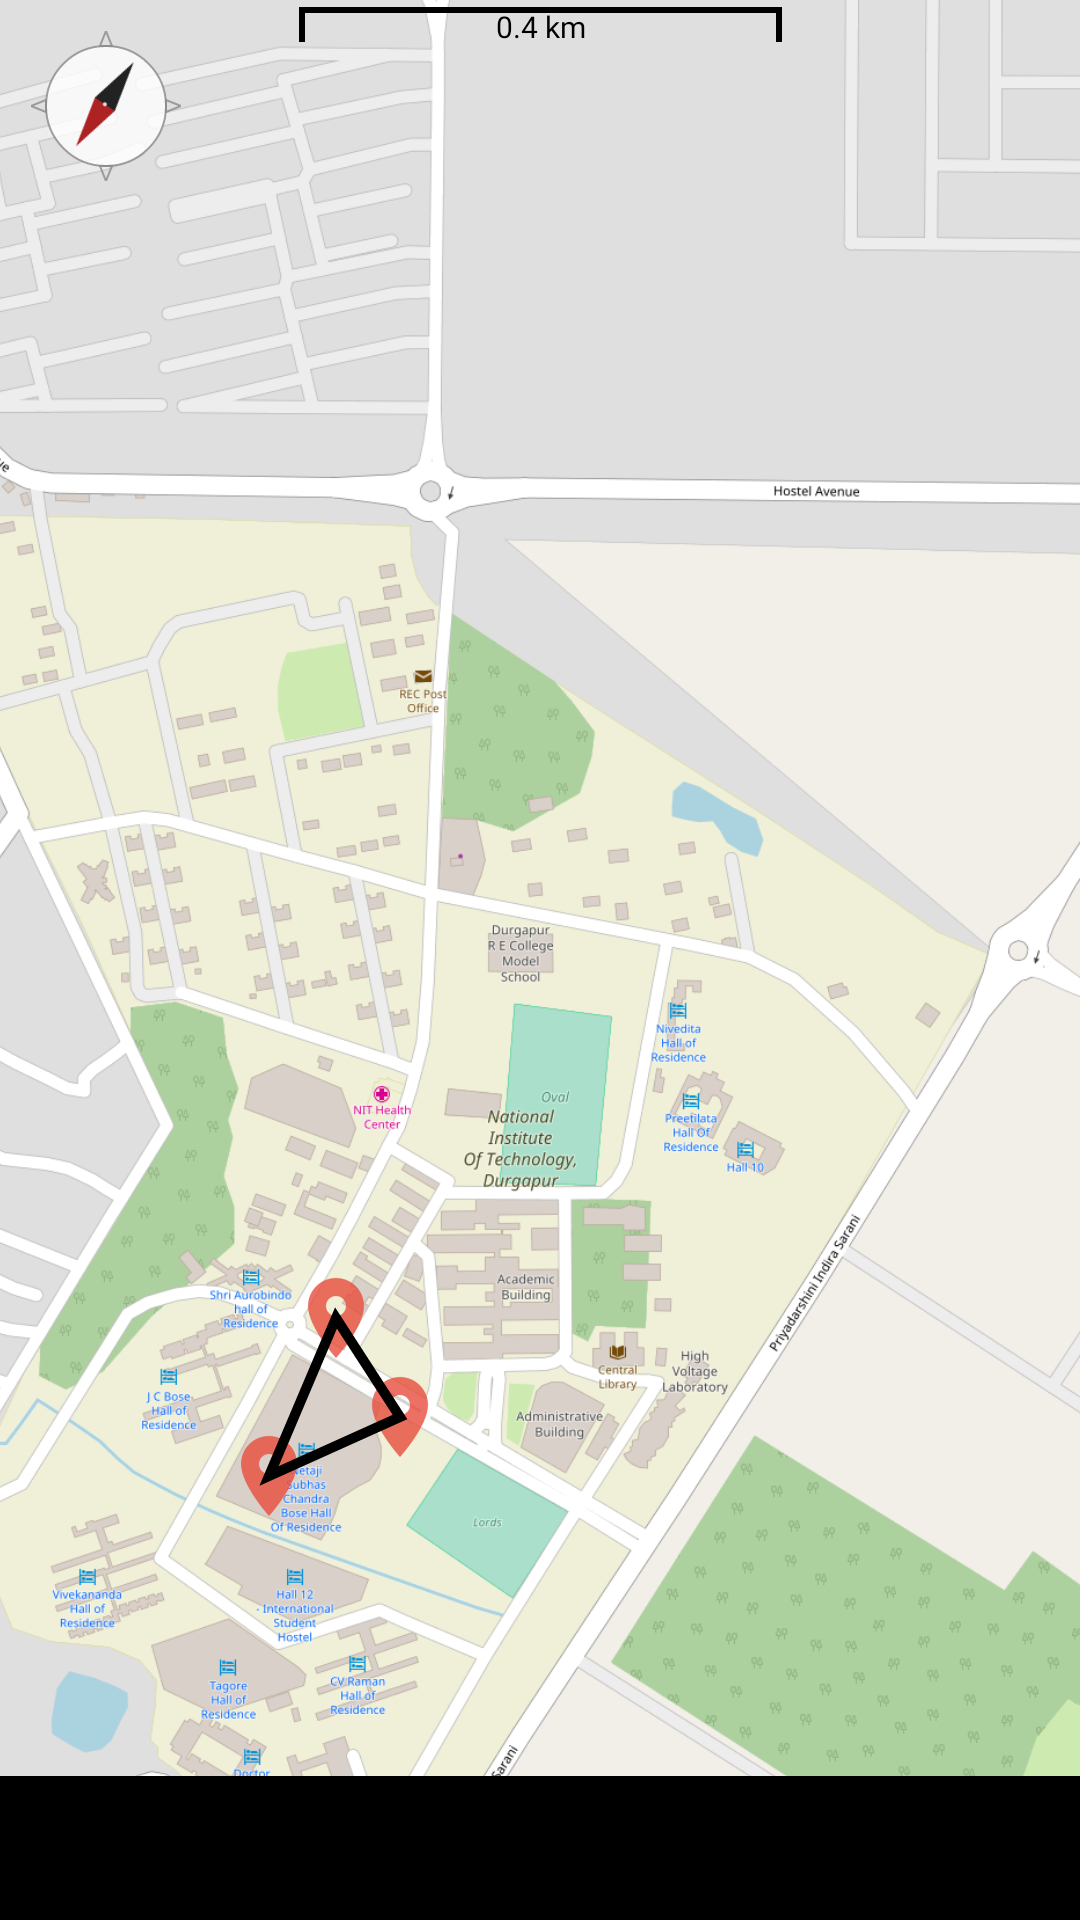 0.4 km
ue
Hostel Avenue
REC Post
Office
Durgapur
R E College
Model
School
Nivedita
Hall of
Residence
Oval
NIT Health
Center
National
Institute
Of Technology,
Durgapur
Preetilata
Hall Of
Residence
Hall 10
Priyadarshini Indira Sarani
Shri Aurobindo
hall of
Residence
Academic
Building
Central
Library
High
Voltage
Laboratory
J C Bose
Hall of
Residence
Administrative
Building
Netaji
Subhas
Chandra
Bose Hall
Of Residence
Lords
Vivekananda
Hall of
Residence
Hall 12
- International
Student
Hostel
Tagore
Hall of
Residence
CV Raman
Hall of
Residence
Doctor
Sarani